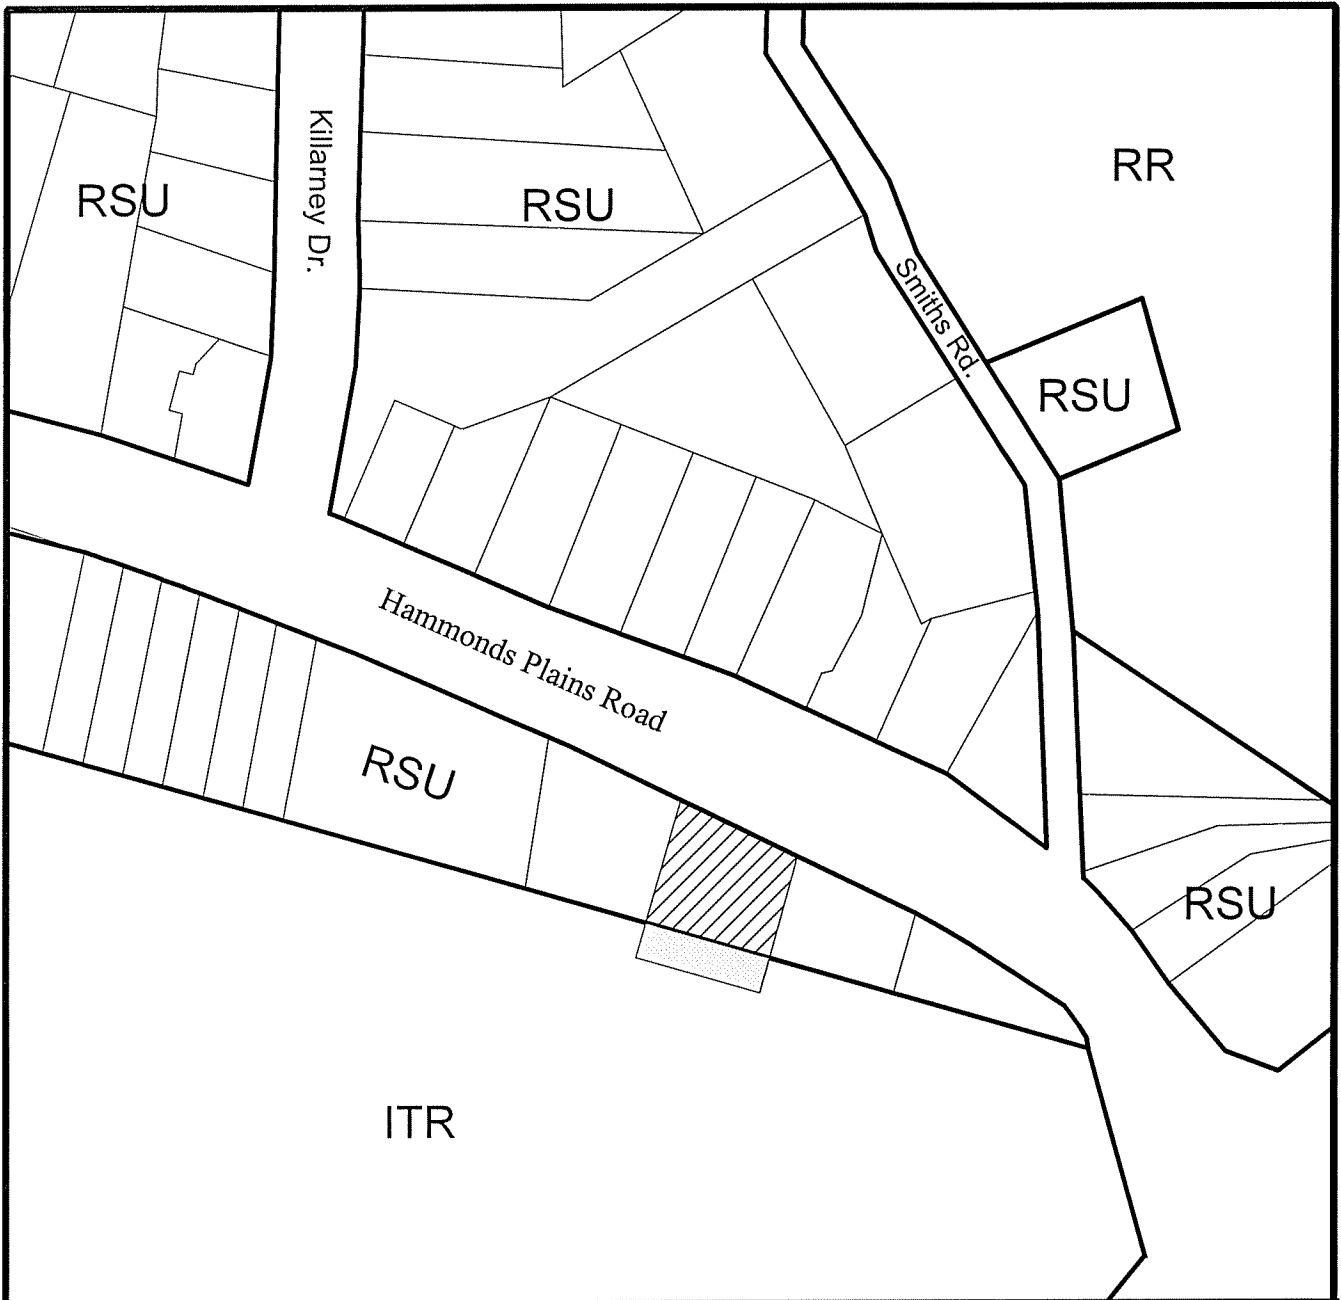 Killarney Dr.
RSU
RSU
RR
Smiths Rd.
RSU
Hammonds Plains Road
RSU
RSU
ITR